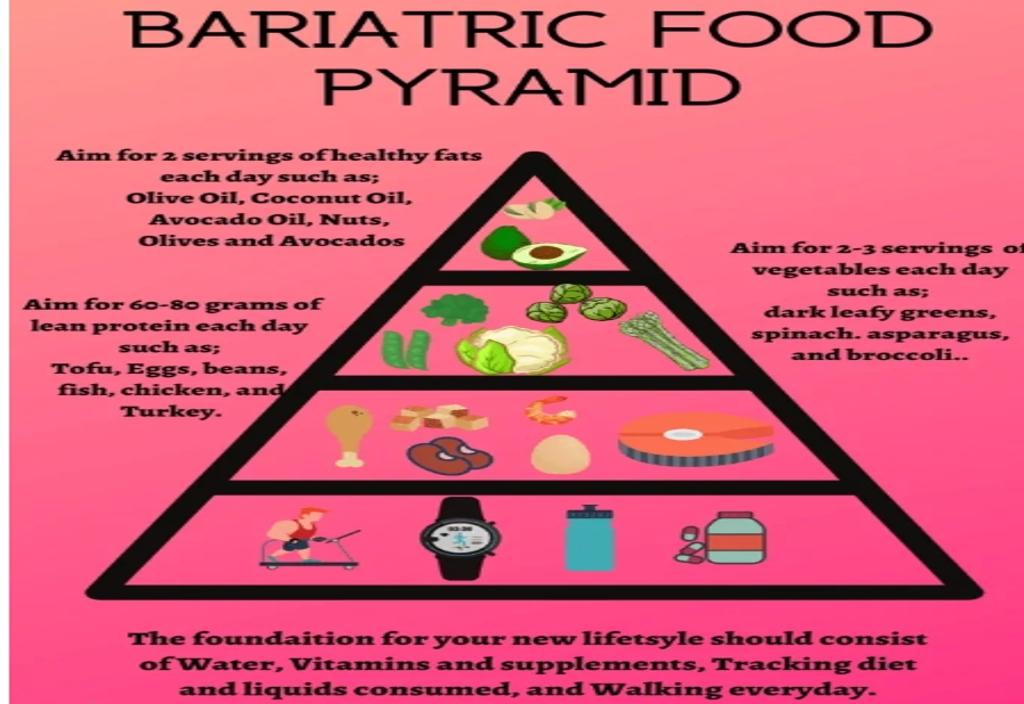 BARIATRIC FOOD
PYRAMID
Aim for 2 servings of healthy fats
each day such as;
Olive Oil, Coconut Oil,
Avocado Oil, Nuts,
Olives and Avocados
Aim for 2-3 servings of
vegetables each day
such as;
dark leafy greens,
spinach. asparagus,
and broccoli..
Aim for 60-80 grams of
lean protein each day
such as;
Tofu, Eggs, beans,
fish, chicken, and
Turkey.
03:30
The foundaition for your new lifetsyle should consist
of Water, Vitamins and supplements, Tracking diet
and liquids consumed, and Walking everyday.